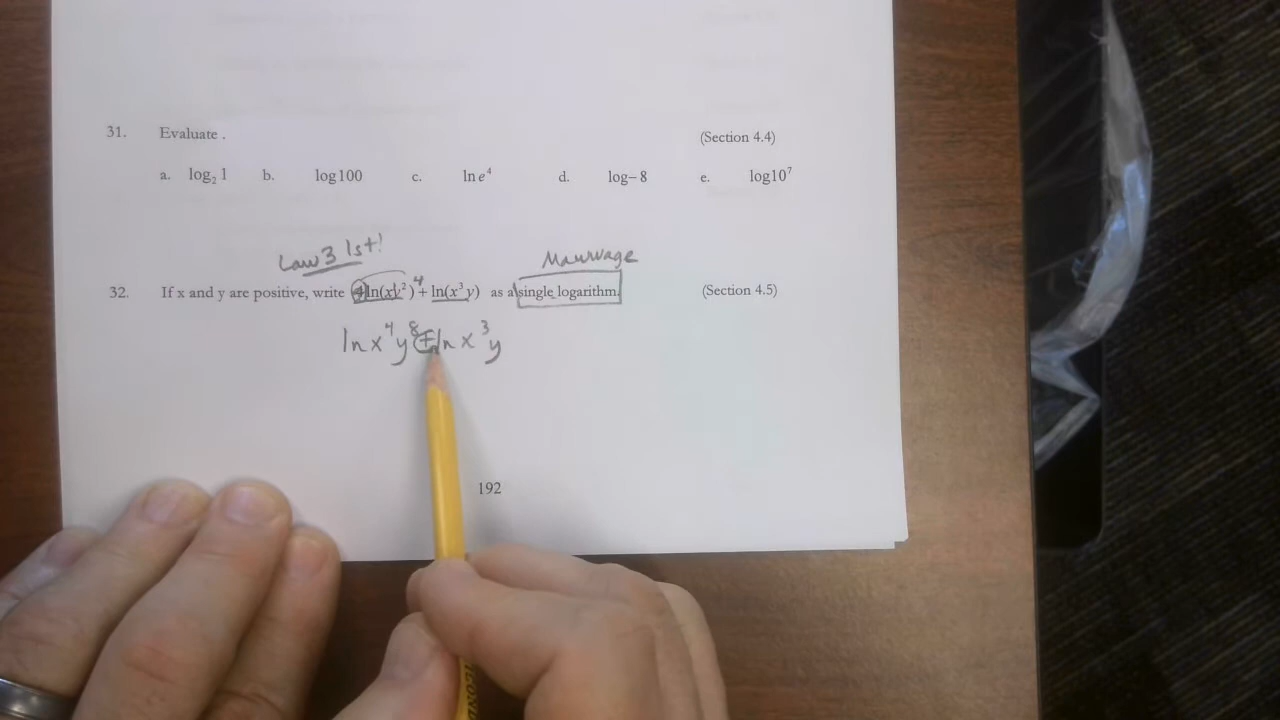 31. Evaluate . (Section 4.4)
a. log₂ 1 b. log100 c. ln e⁴ d. log−8 e. log10⁷
Law 3 1st! Marriage
32. If x and y are positive, write 4ln(xy²)⁴ + ln(x³y) as a single logarithm. (Section 4.5)
ln x⁴y⁸ + ln x³y
192